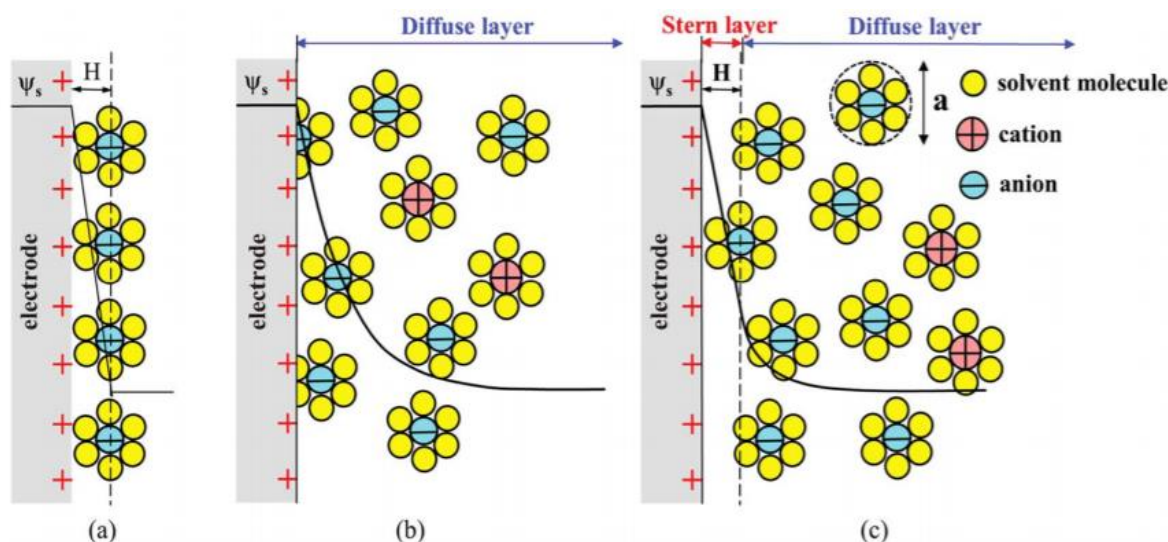 Diffuse layer
Stern layer
Diffuse layer
H
ψs
electrode
(a)
ψs
electrode
(b)
H
ψs
electrode
(c)
a
solvent molecule
cation
anion